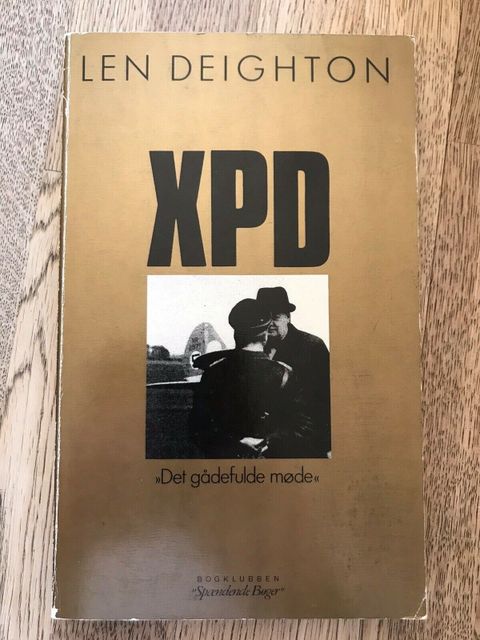 LEN DEIGHTON
XPD
»Det gådefulde møde«
BOGKLUBBEN
"Spændende Bøger"